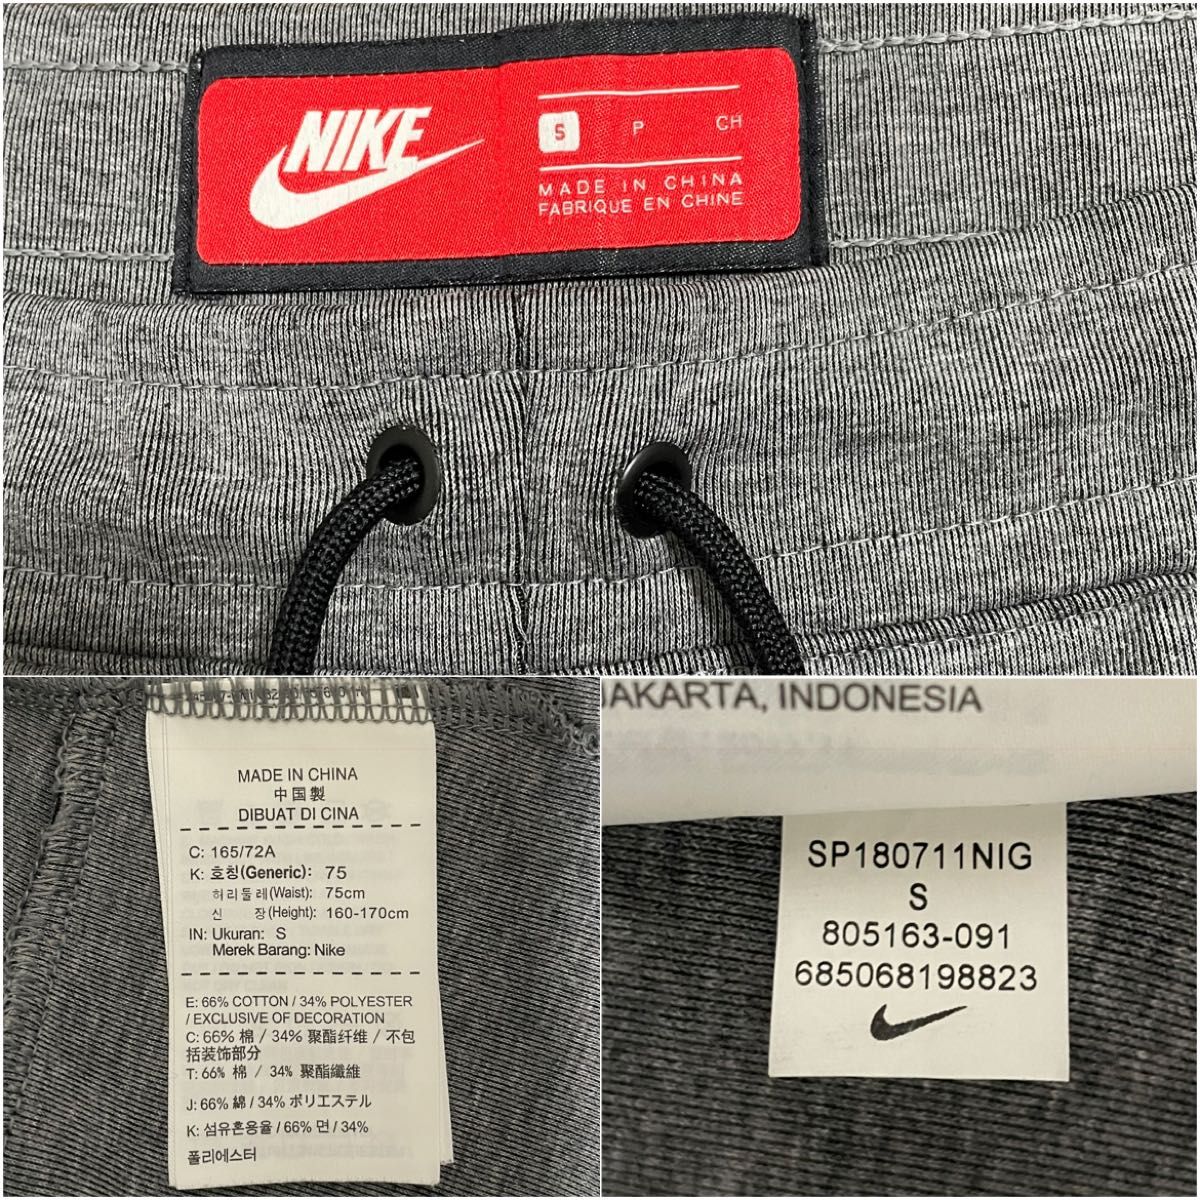 NIKE
S P CH
MADE IN CHINA
FABRIQUE EN CHINE
MADE IN CHINA
中国製
DIBUAT DI CINA
C: 165/72A
K: 호칭(Generic): 75
허리둘레(Waist): 75cm
신 장(Height): 160-170cm
IN: Ukuran: S
Merek Barang: Nike
E: 66% COTTON / 34% POLYESTER
/ EXCLUSIVE OF DECORATION
C: 66% 棉 / 34% 聚酯纤维 / 不包
括装饰部分
T: 66% 棉 / 34% 聚酯纖維
J: 66% 綿 / 34% ポリエステル
K: 섬유혼용율 / 66% 면 / 34%
폴리에스터
JAKARTA, INDONESIA
SP180711NIG
S
805163-091
685068198823